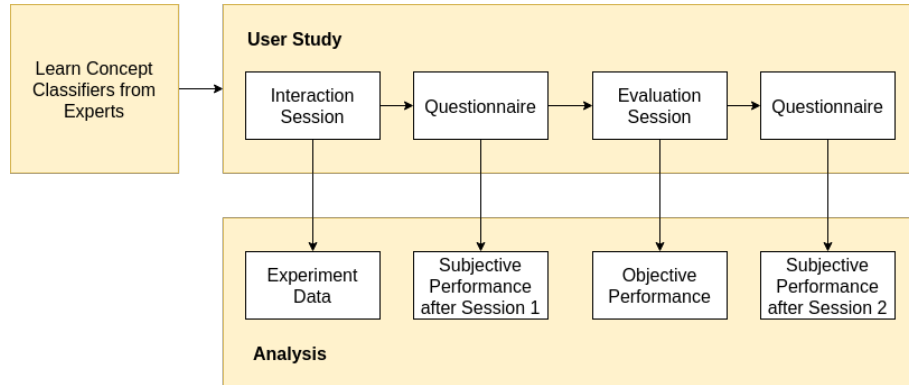 Learn Concept
Classifiers from
Experts
User Study
Interaction
Session
Questionnaire
Evaluation
Session
Questionnaire
Experiment
Data
Subjective
Performance
after Session 1
Objective
Performance
Subjective
Performance
after Session 2
Analysis